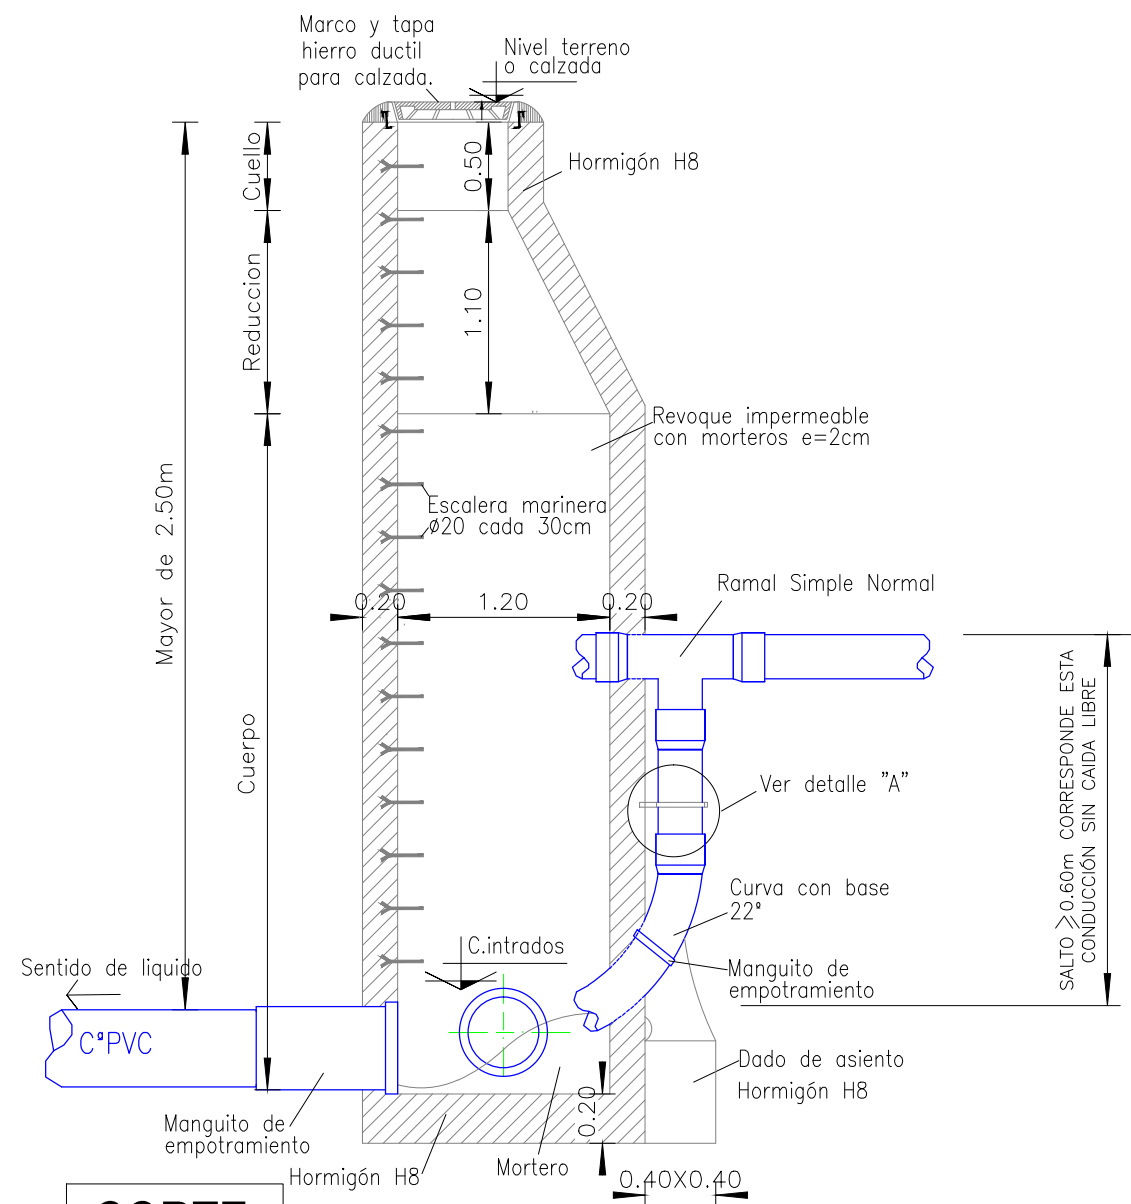 Marco y tapa
hierro ductil
para calzada.
Nivel terreno
o calzada
Cuello
0.50
Hormigón H8
Reduccion
1.10
Revoque impermeable
con morteros e=2cm
Mayor de 2.50m
Escalera marinera
Ø20 cada 30cm
0.20
1.20
0.20
Ramal Simple Normal
Cuerpo
SALTO ⩾0.60m CORRESPONDE ESTA
CONDUCCIÓN SIN CAIDA LIBRE
Ver detalle "A"
Curva con base
22°
C.intrados
Sentido de liquido
Manguito de
empotramiento
CªPVC
Dado de asiento
Hormigón H8
0.20
Manguito de
empotramiento
Hormigón H8
Mortero
0.40X0.40
CORTE